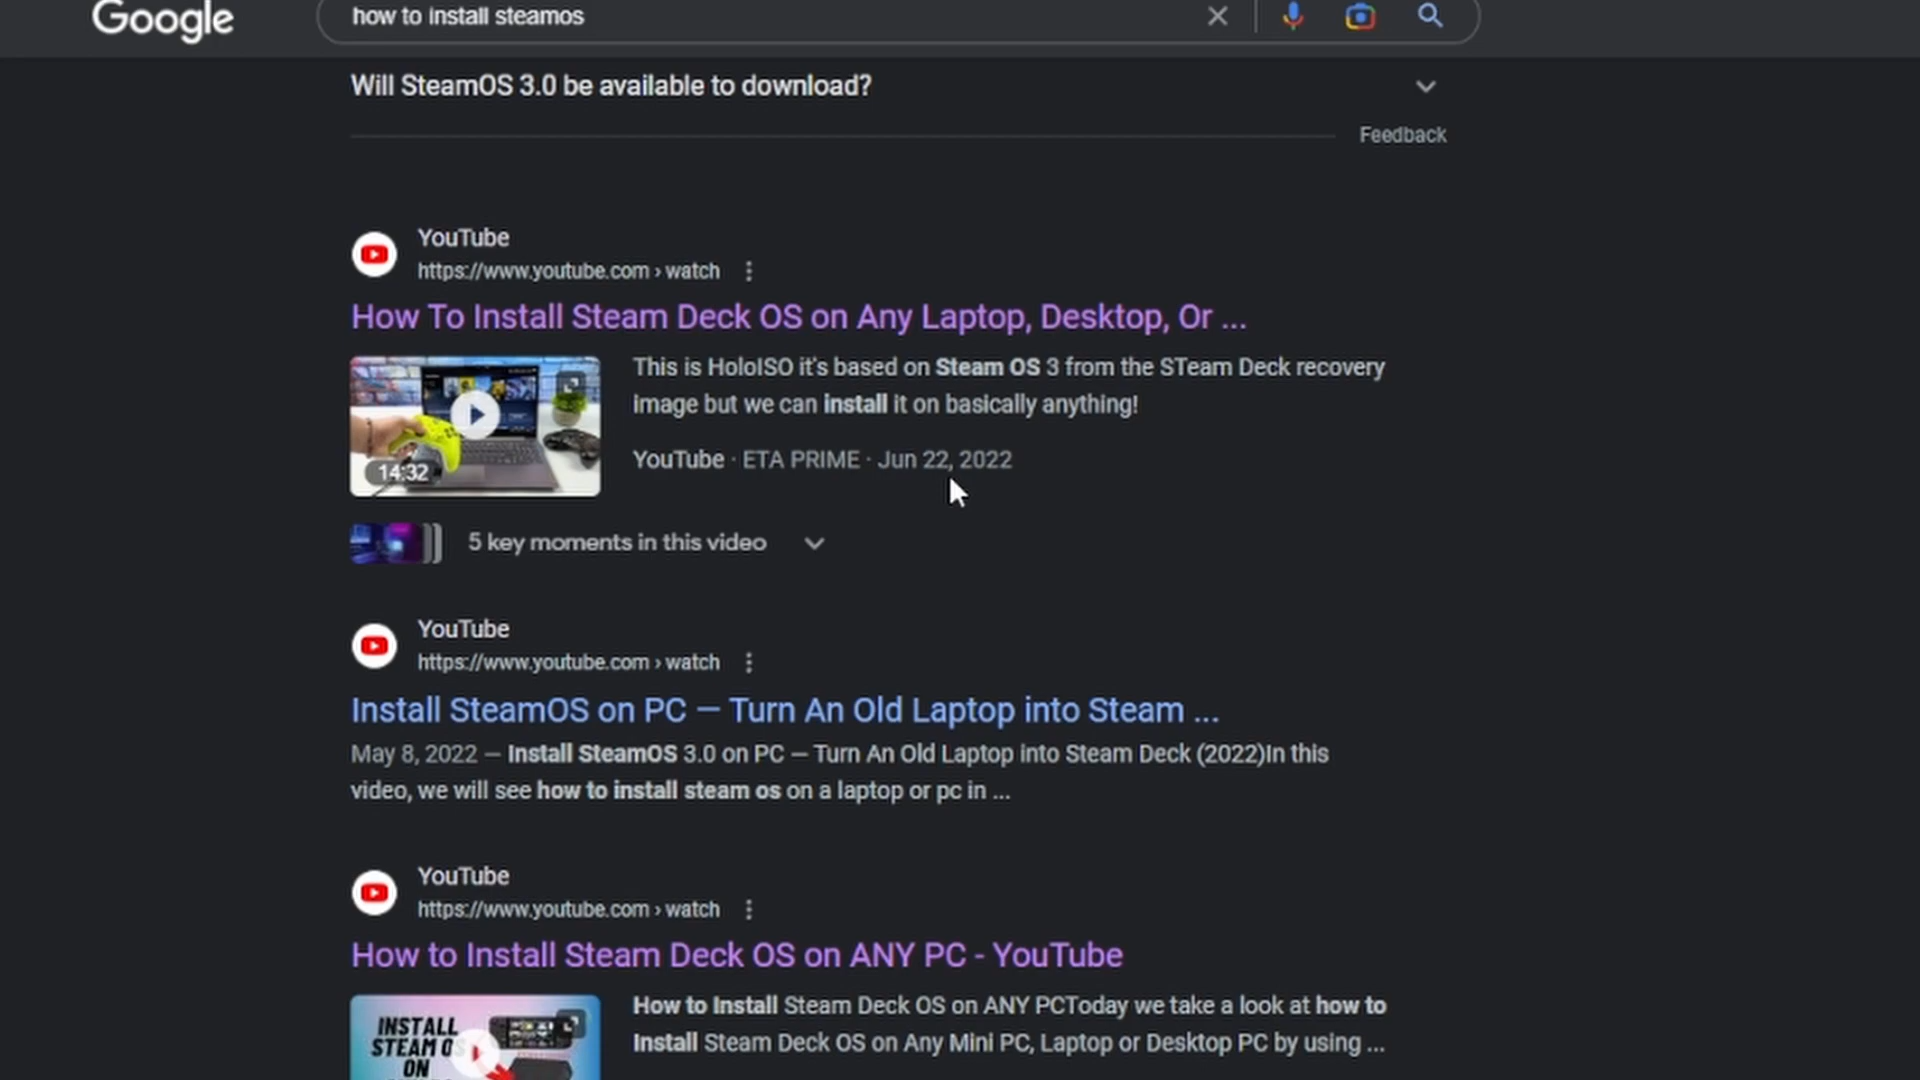 Google
how to install steamos
Will SteamOS 3.0 be available to download?
Feedback
YouTube
https://www.youtube.com › watch
How To Install Steam Deck OS on Any Laptop, Desktop, Or ...
This is HoloISO it's based on Steam OS 3 from the STeam Deck recovery
Image but we can install it on basically anything!
14:32
YouTube · ETA PRIME · Jun 22, 2022
5 key moments in this video
YouTube
https://www.youtube.com › watch
Install SteamOS on PC — Turn An Old Laptop into Steam ...
May 8, 2022 — Install SteamOS 3.0 on PC — Turn An Old Laptop into Steam Deck (2022)In this
video, we will see how to install steam os on a laptop or pc in ...
YouTube
https://www.youtube.com › watch
How to Install Steam Deck OS on ANY PC - YouTube
How to Install Steam Deck OS on ANY PCToday we take a look at how to
Install Steam Deck OS on Any Mini PC, Laptop or Desktop PC by using ...
INSTALL
STEAM OS
ON